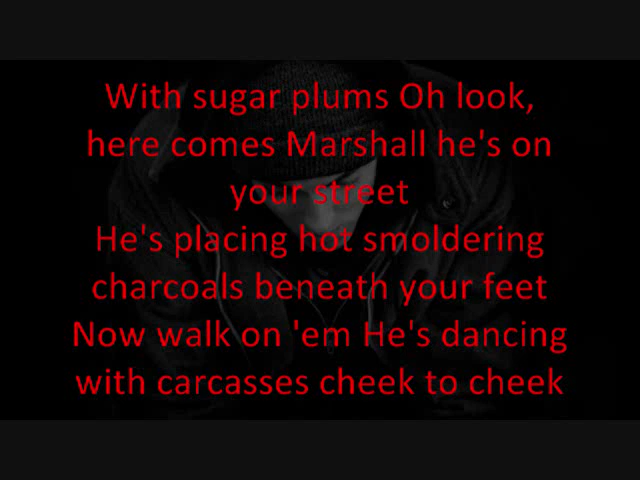 With sugar plums Oh look,
here comes Marshall he's on
your street
He's placing hot smoldering
charcoals beneath your feet
Now walk on 'em He's dancing
with carcasses cheek to cheek